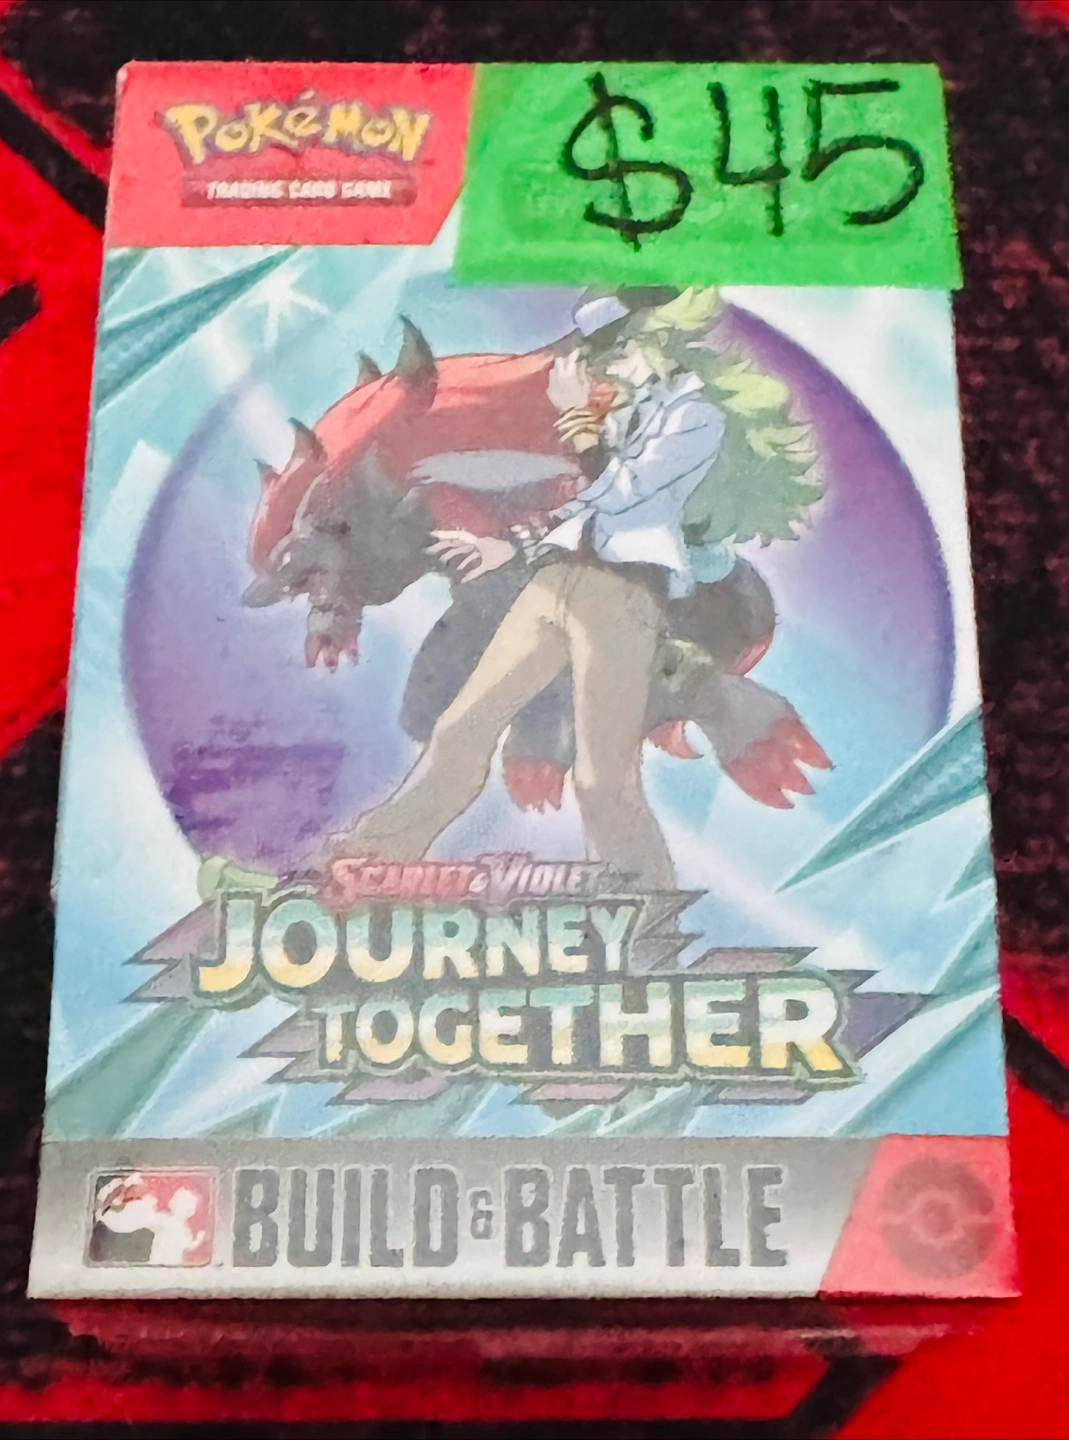 POKéMON
TRADING CARD GAME
$45
SCARLET & VIOLET
JOURNEY
TOGETHER
BUILD & BATTLE